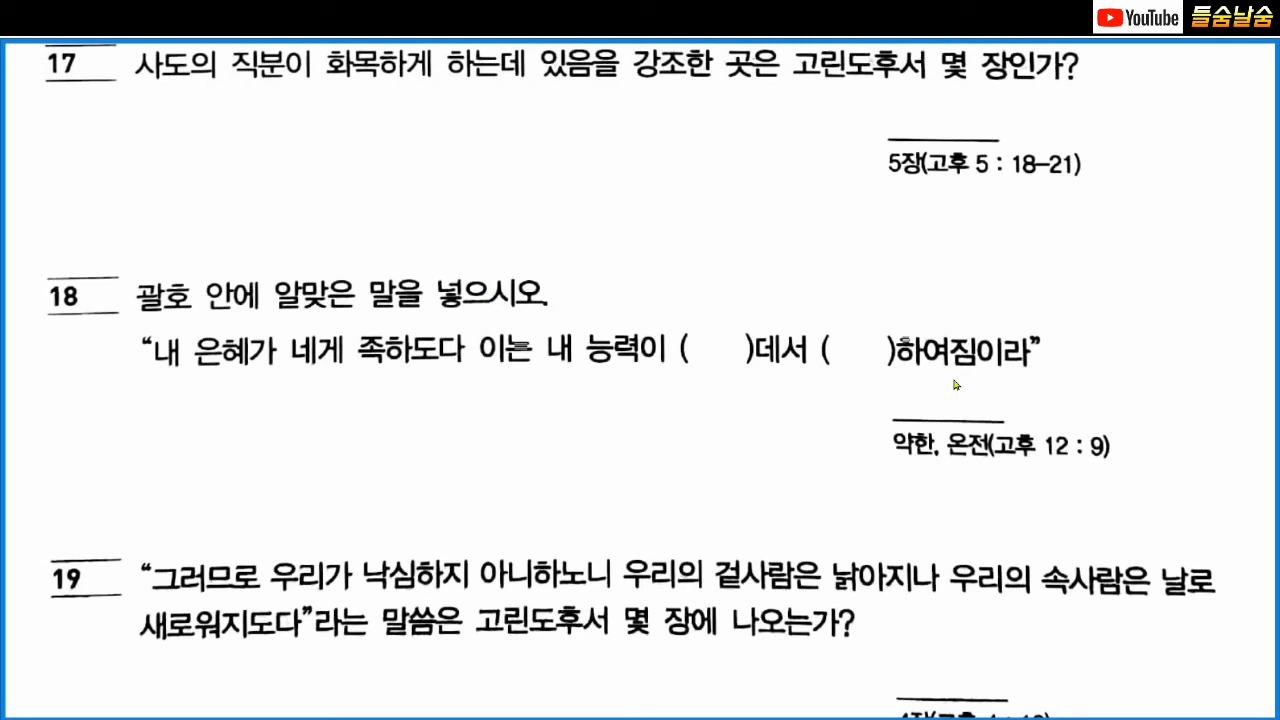 YouTube 들숨날숨
17 사도의 직분이 화목하게 하는데 있음을 강조한 곳은 고린도후서 몇 장인가?
5장(고후 5 : 18-21)
18 괄호 안에 알맞은 말을 넣으시오.
“내 은혜가 네게 족하도다 이는 내 능력이 ( )데서 ( )하여짐이라”
약한, 온전(고후 12 : 9)
19 “그러므로 우리가 낙심하지 아니하노니 우리의 겉사람은 낡아지나 우리의 속사람은 날로
새로워지도다”라는 말씀은 고린도후서 몇 장에 나오는가?